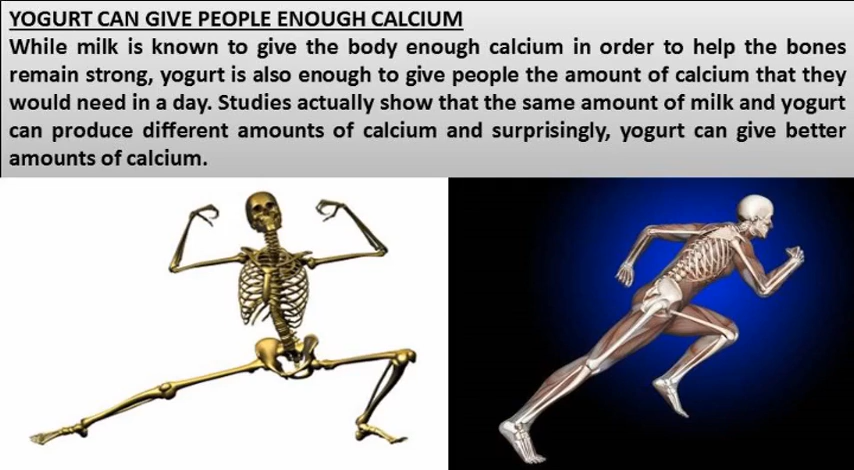 YOGURT CAN GIVE PEOPLE ENOUGH CALCIUM
While milk is known to give the body enough calcium in order to help the bones
remain strong, yogurt is also enough to give people the amount of calcium that they
would need in a day. Studies actually show that the same amount of milk and yogurt
can produce different amounts of calcium and surprisingly, yogurt can give better
amounts of calcium.